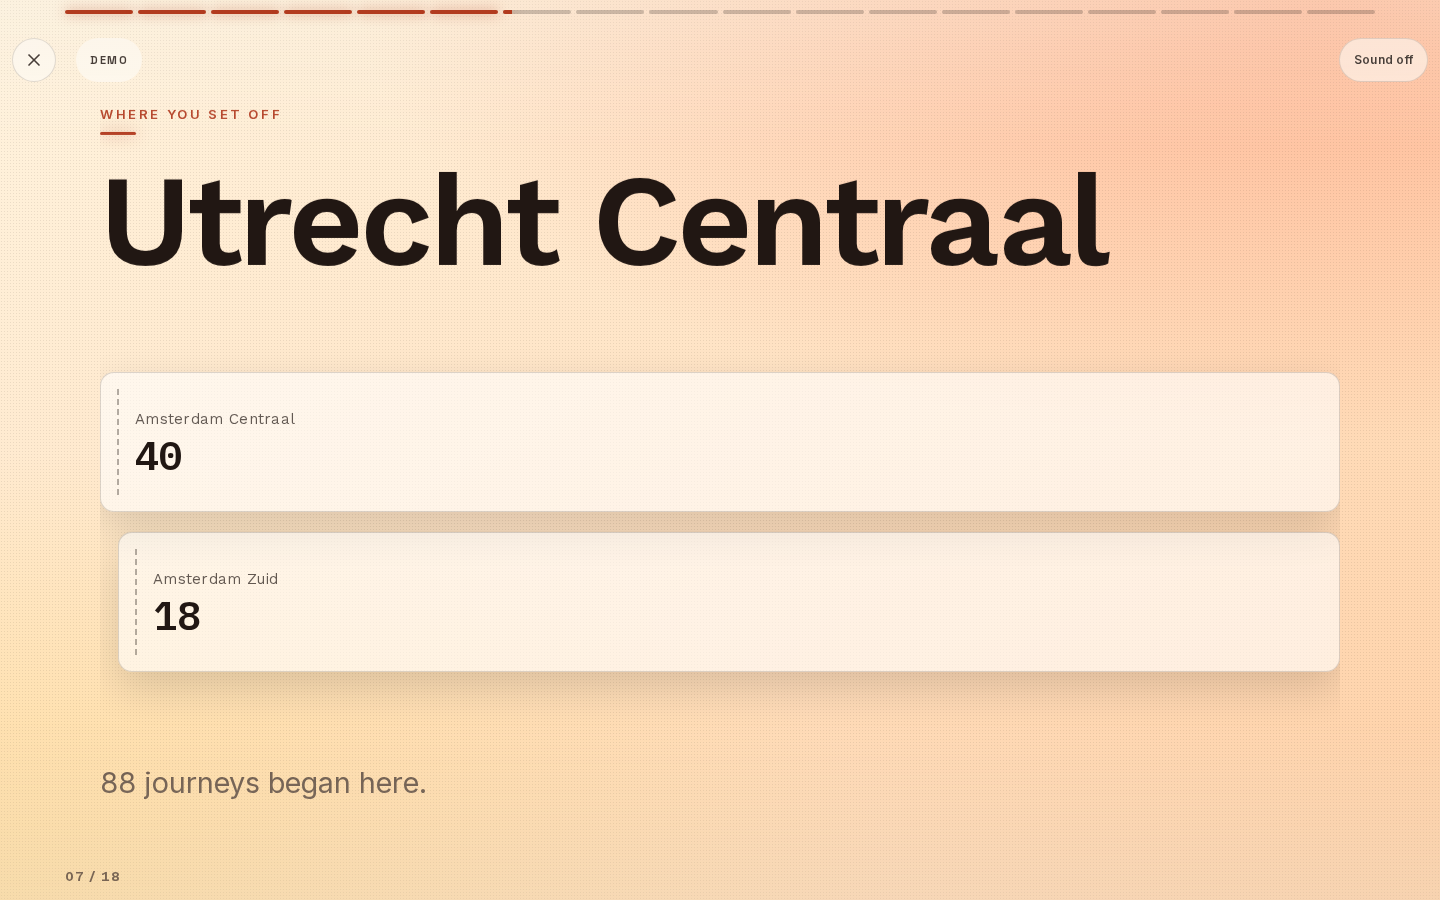 DEMO
Sound off
WHERE YOU SET OFF
Utrecht Centraal
Amsterdam Centraal
40
Amsterdam Zuid
18
88 journeys began here.
07 / 18